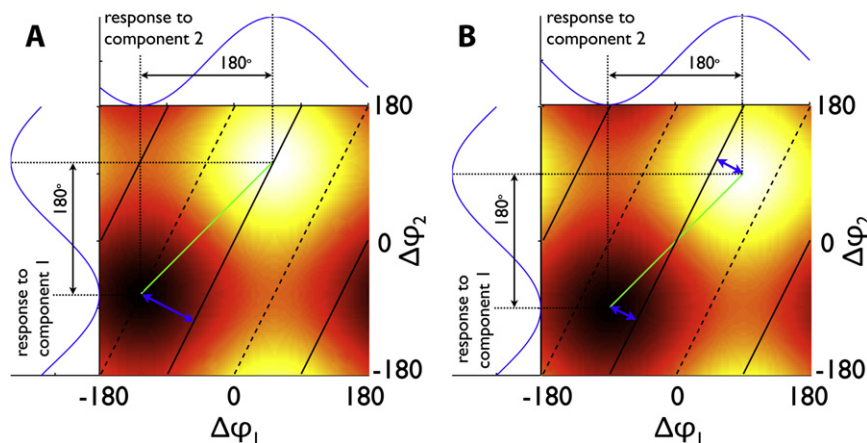 A
response to
component 2
180°
180°
response to
component 1
180
0
-180
Δφ2
-180
0
180
Δφ1
B
response to
component 2
180°
180°
response to
component 1
180
0
-180
Δφ2
-180
0
180
Δφ1